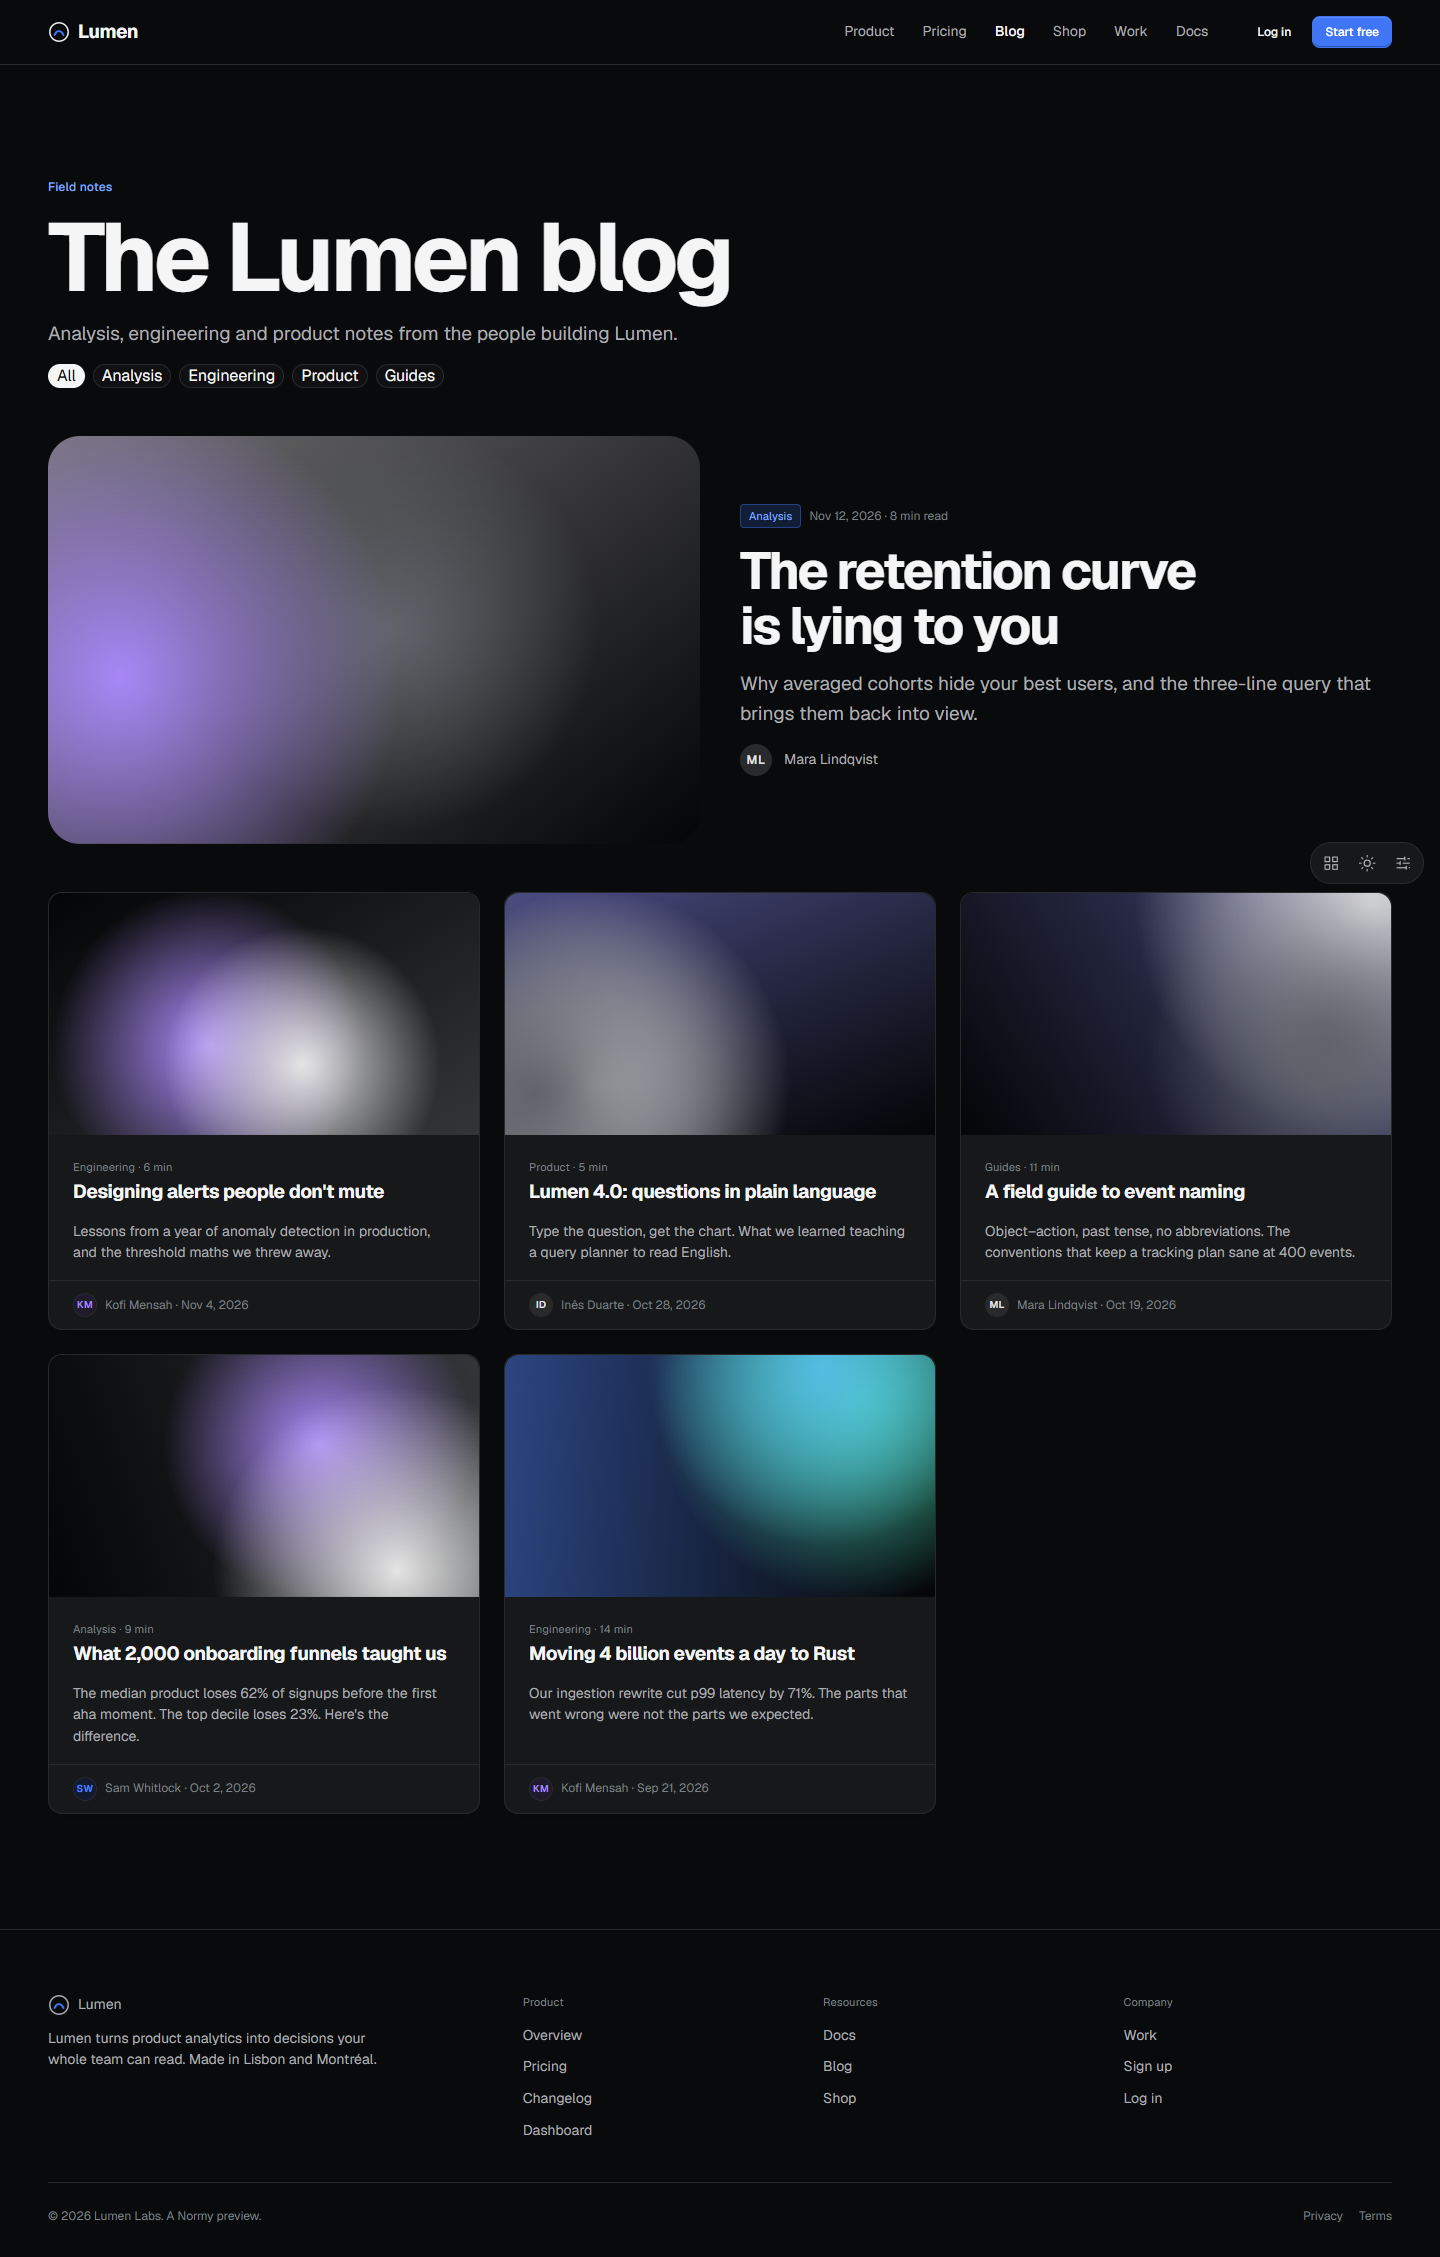 Lumen
Product
Pricing
Blog
Shop
Work
Docs
Log in
Start free
Field notes
The Lumen blog
Analysis, engineering and product notes from the people building Lumen.
All
Analysis
Engineering
Product
Guides
Analysis
Nov 12, 2026 · 8 min read
The retention curve
is lying to you
Why averaged cohorts hide your best users, and the three-line query that
brings them back into view.
ML
Mara Lindqvist
Engineering · 6 min
Designing alerts people don't mute
Lessons from a year of anomaly detection in production,
and the threshold maths we threw away.
KM
Kofi Mensah · Nov 4, 2026
Product · 5 min
Lumen 4.0: questions in plain language
Type the question, get the chart. What we learned teaching
a query planner to read English.
ID
Inês Duarte · Oct 28, 2026
Guides · 11 min
A field guide to event naming
Object–action, past tense, no abbreviations. The
conventions that keep a tracking plan sane at 400 events.
ML
Mara Lindqvist · Oct 19, 2026
Analysis · 9 min
What 2,000 onboarding funnels taught us
The median product loses 62% of signups before the first
aha moment. The top decile loses 23%. Here's the
difference.
SW
Sam Whitlock · Oct 2, 2026
Engineering · 14 min
Moving 4 billion events a day to Rust
Our ingestion rewrite cut p99 latency by 71%. The parts that
went wrong were not the parts we expected.
KM
Kofi Mensah · Sep 21, 2026
Lumen
Lumen turns product analytics into decisions your
whole team can read. Made in Lisbon and Montréal.
Product
Overview
Pricing
Changelog
Dashboard
Resources
Docs
Blog
Shop
Company
Work
Sign up
Log in
© 2026 Lumen Labs. A Normy preview.
Privacy
Terms